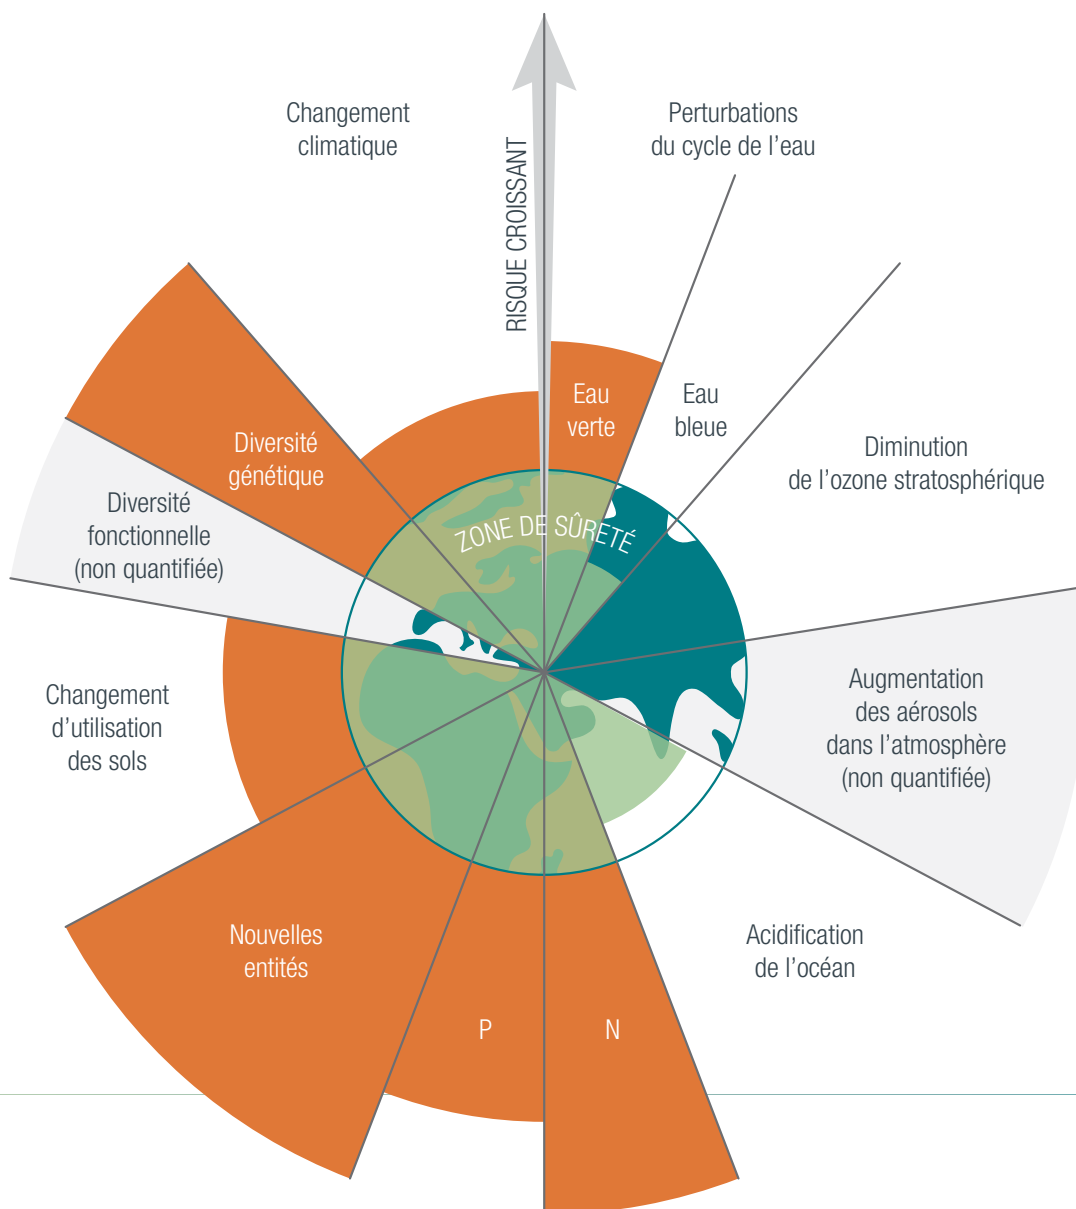 Changement
climatique
Perturbations
du cycle de l’eau
RISQUE CROISSANT
Eau
verte
Eau
bleue
Diversité
génétique
Diminution
de l’ozone stratosphérique
Diversité
fonctionnelle
(non quantifiée)
ZONE DE SÛRETÉ
Changement
d’utilisation
des sols
Augmentation
des aérosols
dans l’atmosphère
(non quantifiée)
Nouvelles
entités
Acidification
de l’océan
P
N